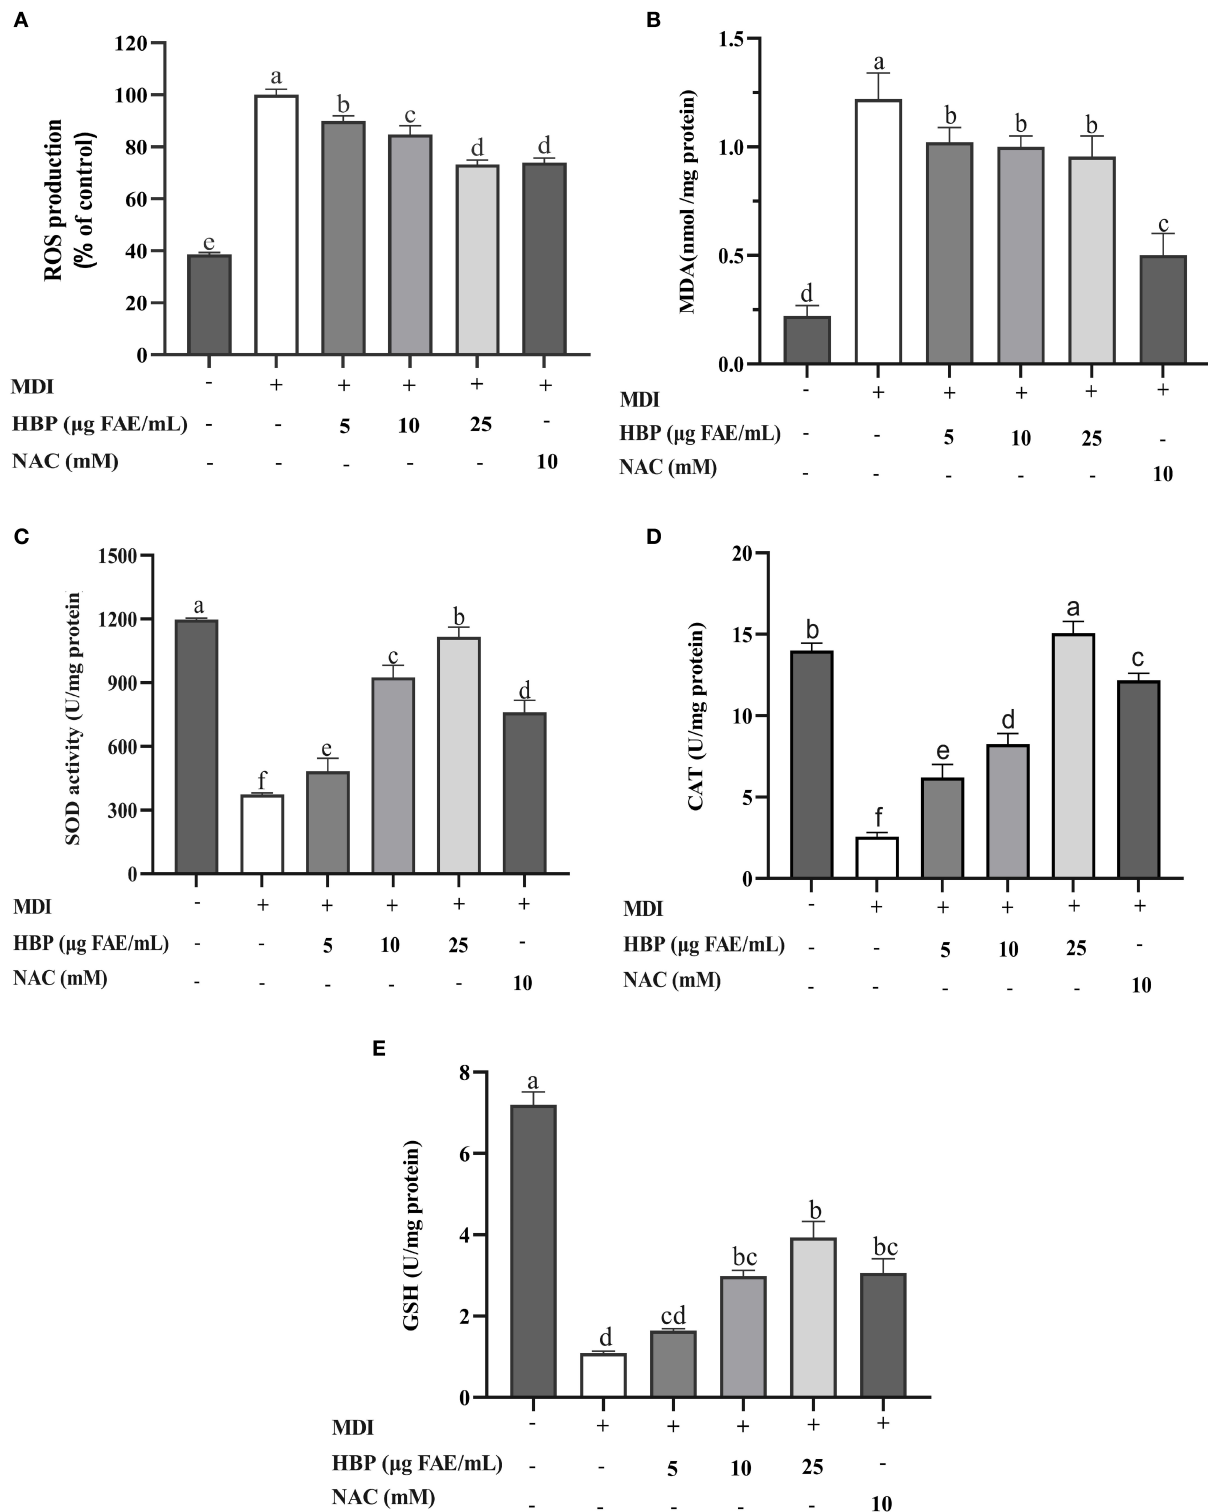 A
120
100
80
60
40
20
0
ROS production
(% of control)
e
a
b
c
d
d
MDI - + + + + +
HBP (µg FAE/mL) - - 5 10 25 -
NAC (mM) - - - - - 10
B
1.5
1.0
0.5
0.0
MDA(nmol /mg protein)
d
a
b
b
b
c
MDI - + + + + +
HBP (µg FAE/mL) - - 5 10 25 -
NAC (mM) - - - - - 10
C
1500
1200
900
600
300
0
SOD activity (U/mg protein
a
f
e
c
b
d
MDI - + + + + +
HBP (µg FAE/mL) - - 5 10 25 -
NAC (mM) - - - - - 10
D
20
15
10
5
0
CAT (U/mg protein)
b
f
e
d
a
c
MDI - + + + + +
HBP (µg FAE/mL) - - 5 10 25 -
NAC (mM) - - - - - 10
E
8
6
4
2
0
GSH (U/mg protein)
a
d
cd
bc
b
bc
MDI - + + + + +
HBP (µg FAE/mL) - - 5 10 25 -
NAC (mM) - - - - - 10